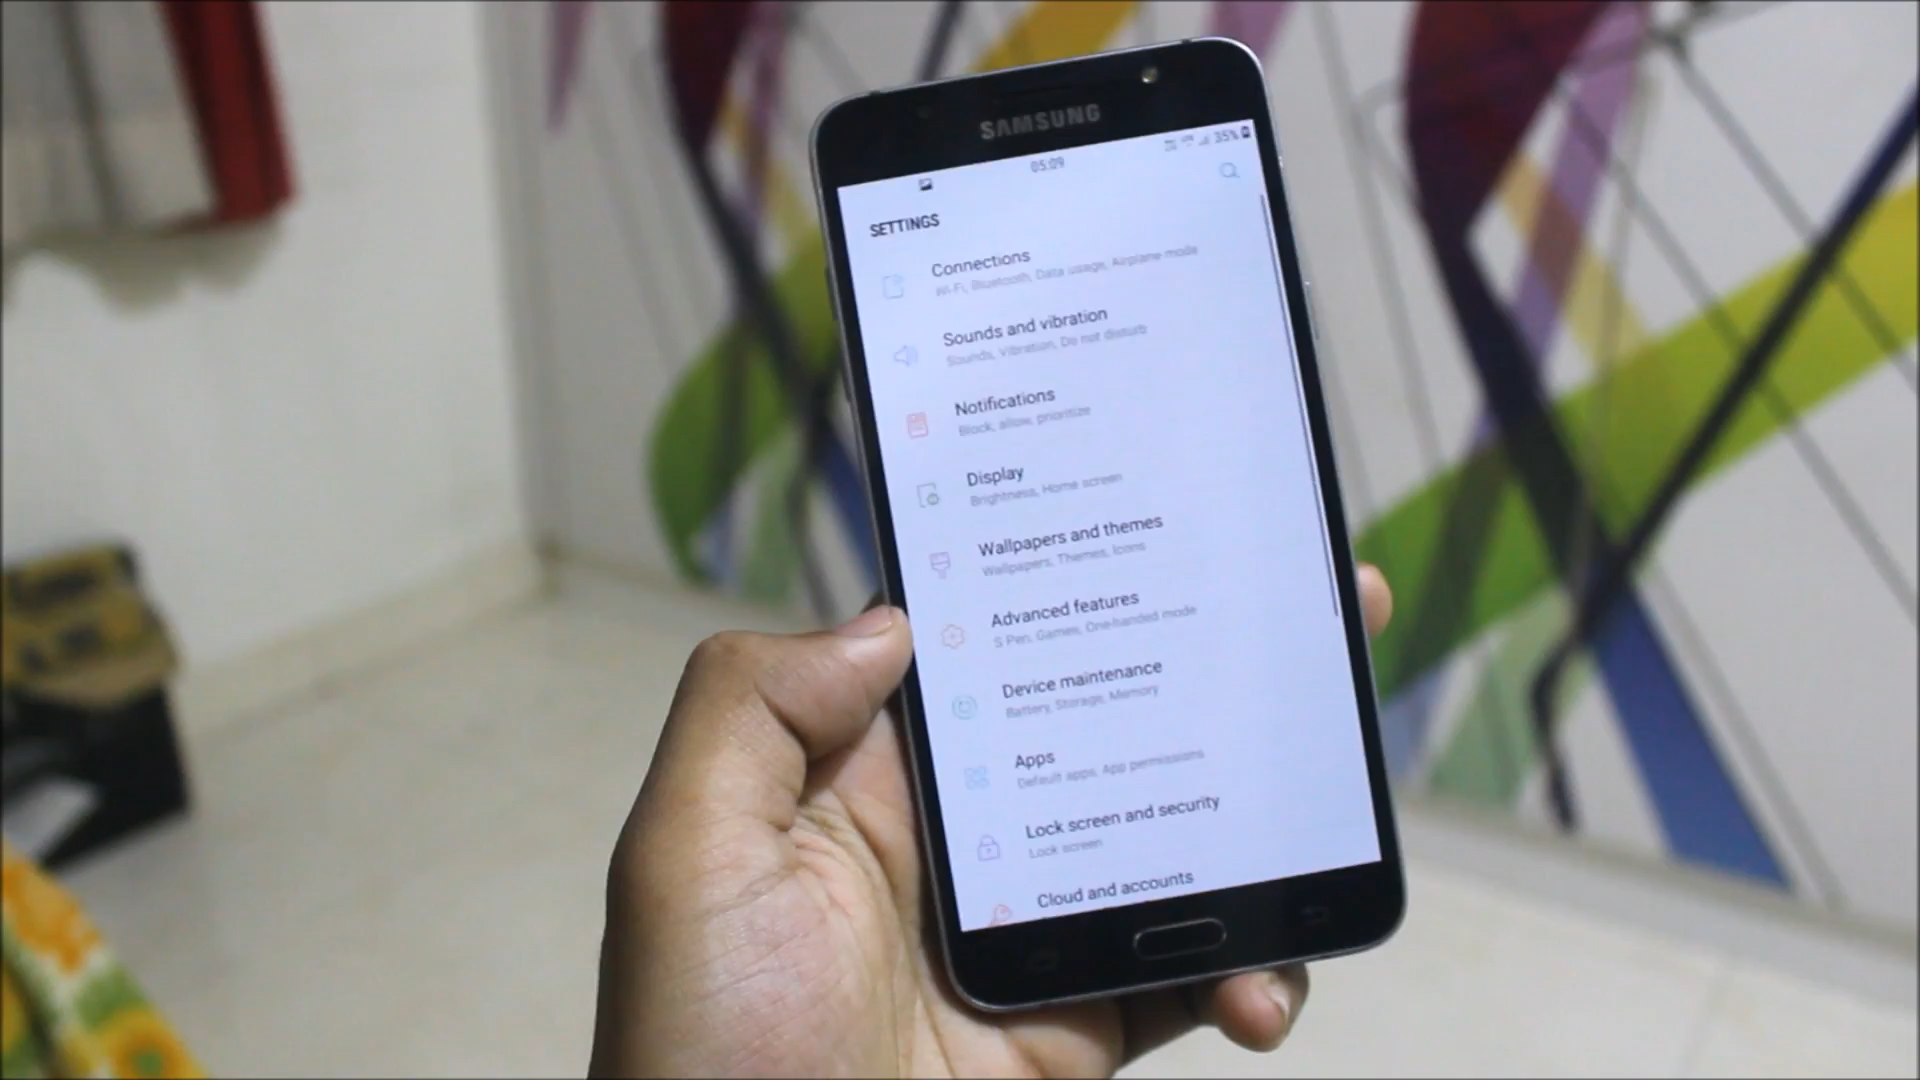 SAMSUNG
05:09
35%
SETTINGS
Connections
Wi-Fi, Bluetooth, Data usage, Airplane mode
Sounds and vibration
Sounds, Vibration, Do not disturb
Notifications
Block, allow, prioritize
Display
Brightness, Home screen
Wallpapers and themes
Wallpapers, Themes, Icons
Advanced features
S Pen, Games, One-handed mode
Device maintenance
Battery, Storage, Memory
Apps
Default apps, App permissions
Lock screen and security
Lock screen
Cloud and accounts